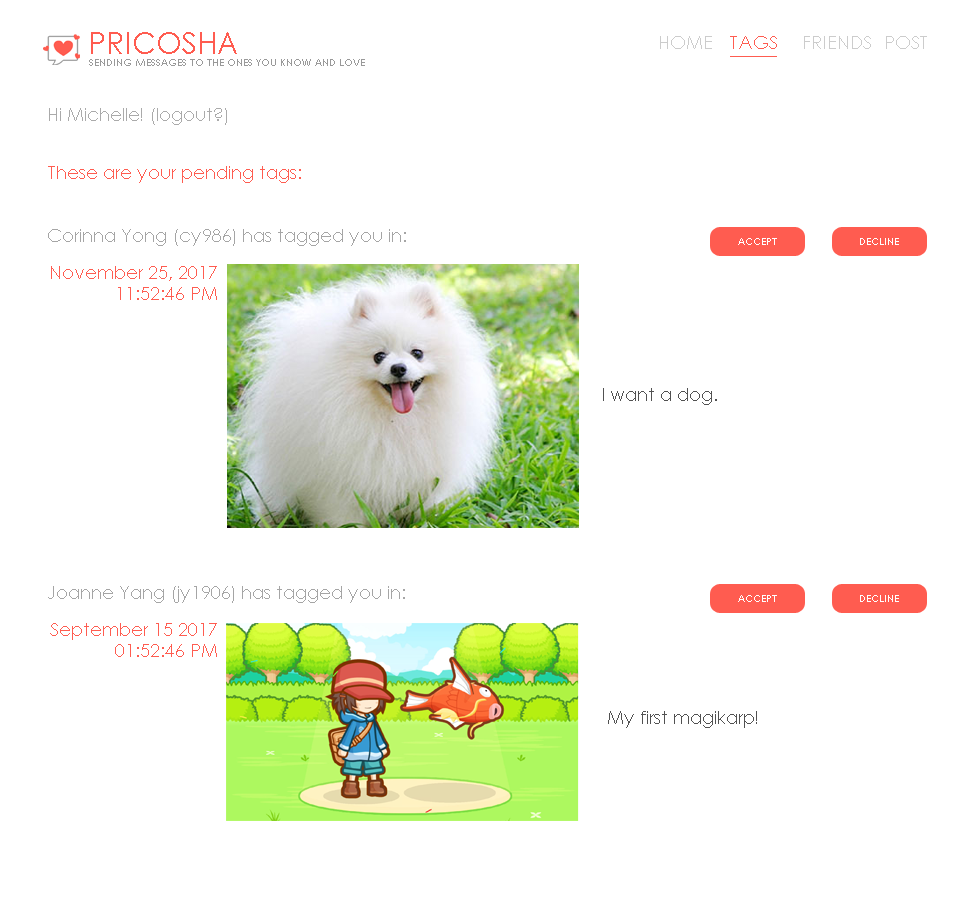 PRICOSHA
SENDING MESSAGES TO THE ONES YOU KNOW AND LOVE
HOME TAGS FRIENDS POST
Hi Michelle! (logout?)
These are your pending tags:
Corinna Yong (cy986) has tagged you in:
ACCEPT DECLINE
November 25, 2017
11:52:46 PM
I want a dog.
Joanne Yang (jy1906) has tagged you in:
ACCEPT DECLINE
September 15 2017
01:52:46 PM
My first magikarp!